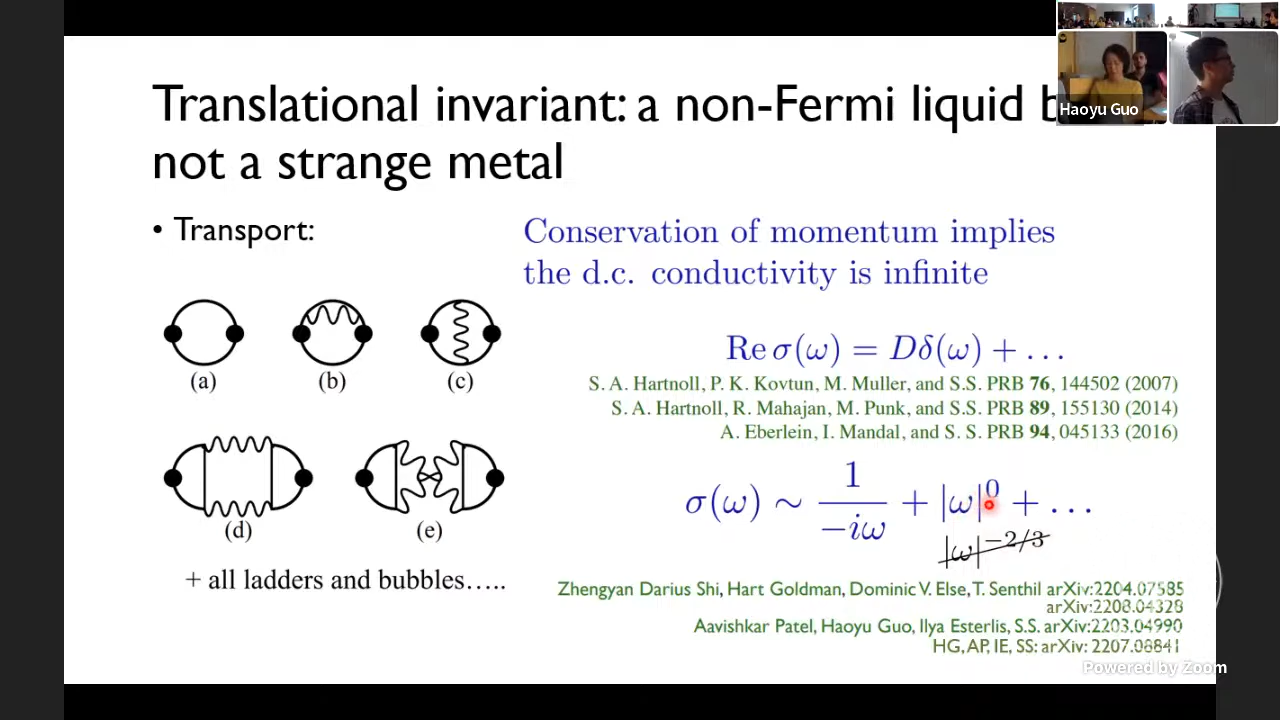 Translational invariant: a non-Fermi liquid b
not a strange metal
Haoyu Guo
• Transport:
Conservation of momentum implies
the d.c. conductivity is infinite
(a) (b) (c)
Re σ(ω) = Dδ(ω) + ...
S. A. Hartnoll, P. K. Kovtun, M. Muller, and S.S. PRB 76, 144502 (2007)
S. A. Hartnoll, R. Mahajan, M. Punk, and S.S. PRB 89, 155130 (2014)
A. Eberlein, I. Mandal, and S. S. PRB 94, 045133 (2016)
σ(ω) ∼ 1/(−iω) + |ω|^0 + ...
|ω|^{−2/3}
(d) (e)
+ all ladders and bubbles.....
Zhengyan Darius Shi, Hart Goldman, Dominic V. Else, T. Senthil arXiv:2204.07585
arXiv:2208.04328
Aavishkar Patel, Haoyu Guo, Ilya Esterlis, S.S. arXiv:2203.04990
HG, AP, IE, SS: arXiv: 2207.08841
Powered by Zoom